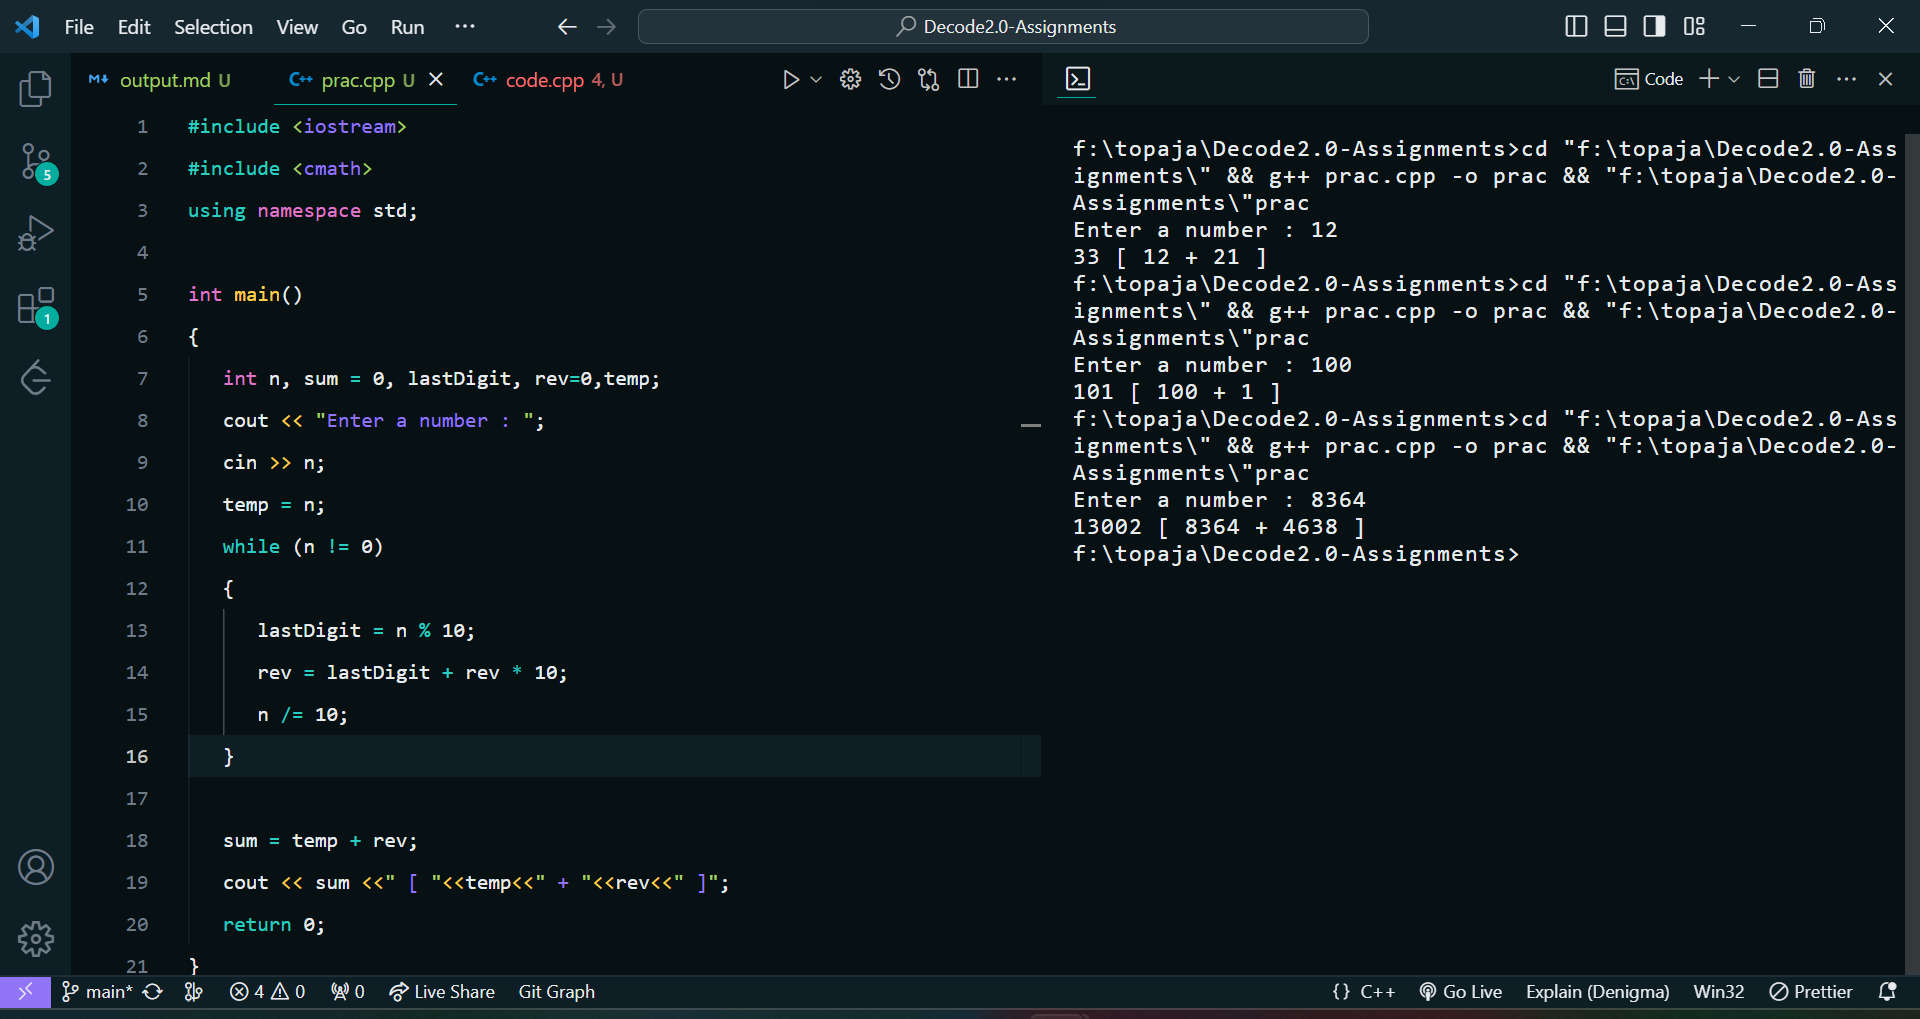 File Edit Selection View Go Run ··· Decode2.0-Assignments
output.md U prac.cpp U code.cpp 4, U
1 #include <iostream>
2 #include <cmath>
3 using namespace std;
4
5 int main()
6 {
7 int n, sum = 0, lastDigit, rev=0,temp;
8 cout << "Enter a number : ";
9 cin >> n;
10 temp = n;
11 while (n != 0)
12 {
13 lastDigit = n % 10;
14 rev = lastDigit + rev * 10;
15 n /= 10;
16 }
17
18 sum = temp + rev;
19 cout << sum <<" [ "<<temp<<" + "<<rev<<" ]";
20 return 0;
21 }
Code
f:\topaja\Decode2.0-Assignments>cd "f:\topaja\Decode2.0-Ass
ignments\" && g++ prac.cpp -o prac && "f:\topaja\Decode2.0-
Assignments\"prac
Enter a number : 12
33 [ 12 + 21 ]
f:\topaja\Decode2.0-Assignments>cd "f:\topaja\Decode2.0-Ass
ignments\" && g++ prac.cpp -o prac && "f:\topaja\Decode2.0-
Assignments\"prac
Enter a number : 100
101 [ 100 + 1 ]
f:\topaja\Decode2.0-Assignments>cd "f:\topaja\Decode2.0-Ass
ignments\" && g++ prac.cpp -o prac && "f:\topaja\Decode2.0-
Assignments\"prac
Enter a number : 8364
13002 [ 8364 + 4638 ]
f:\topaja\Decode2.0-Assignments>
5
1
main* 4 0 0 Live Share Git Graph {} C++ Go Live Explain (Denigma) Win32 Prettier